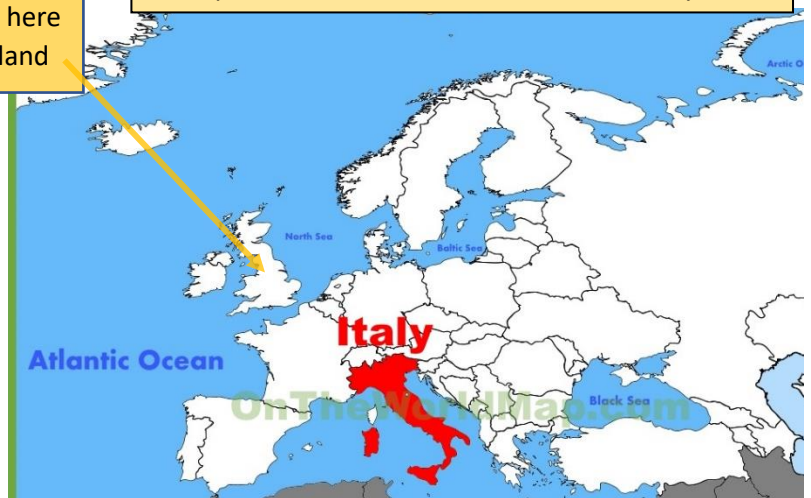 here
land
Arctic O
North Sea
Baltic Sea
Italy
Atlantic Ocean
OnTheWorldMap.com
Black Sea